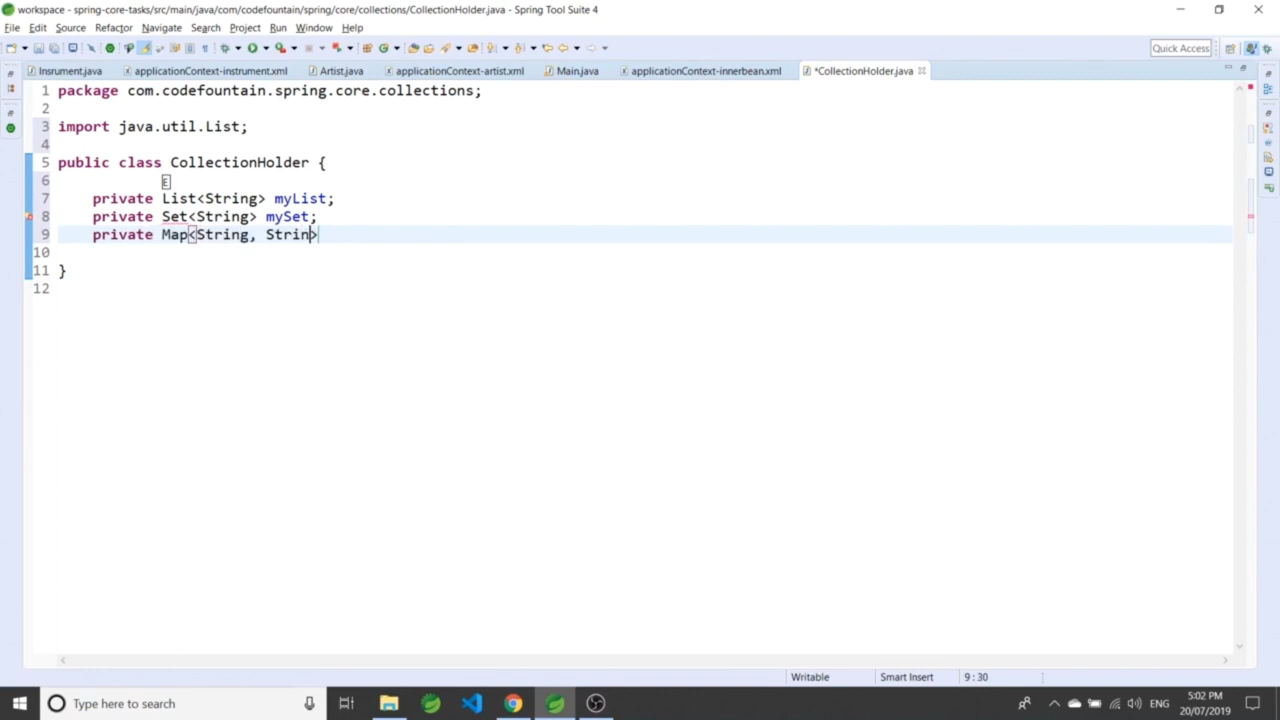 workspace - spring-core-tasks/src/main/java/com/codefountain/spring/core/collections/CollectionHolder.java - Spring Tool Suite 4
File Edit Source Refactor Navigate Search Project Run Window Help
Quick Access
Insrument.java applicationContext-instrument.xml Artist.java applicationContext-artist.xml Main.java applicationContext-innerbean.xml *CollectionHolder.java
1 package com.codefountain.spring.core.collections;
2
3 import java.util.List;
4
5 public class CollectionHolder {
6 E
7 private List<String> myList;
8 private Set<String> mySet;
9 private Map<String, Strin>
10
11 }
12
Writable Smart Insert 9 : 30
Type here to search
ENG
5:02 PM
20/07/2019